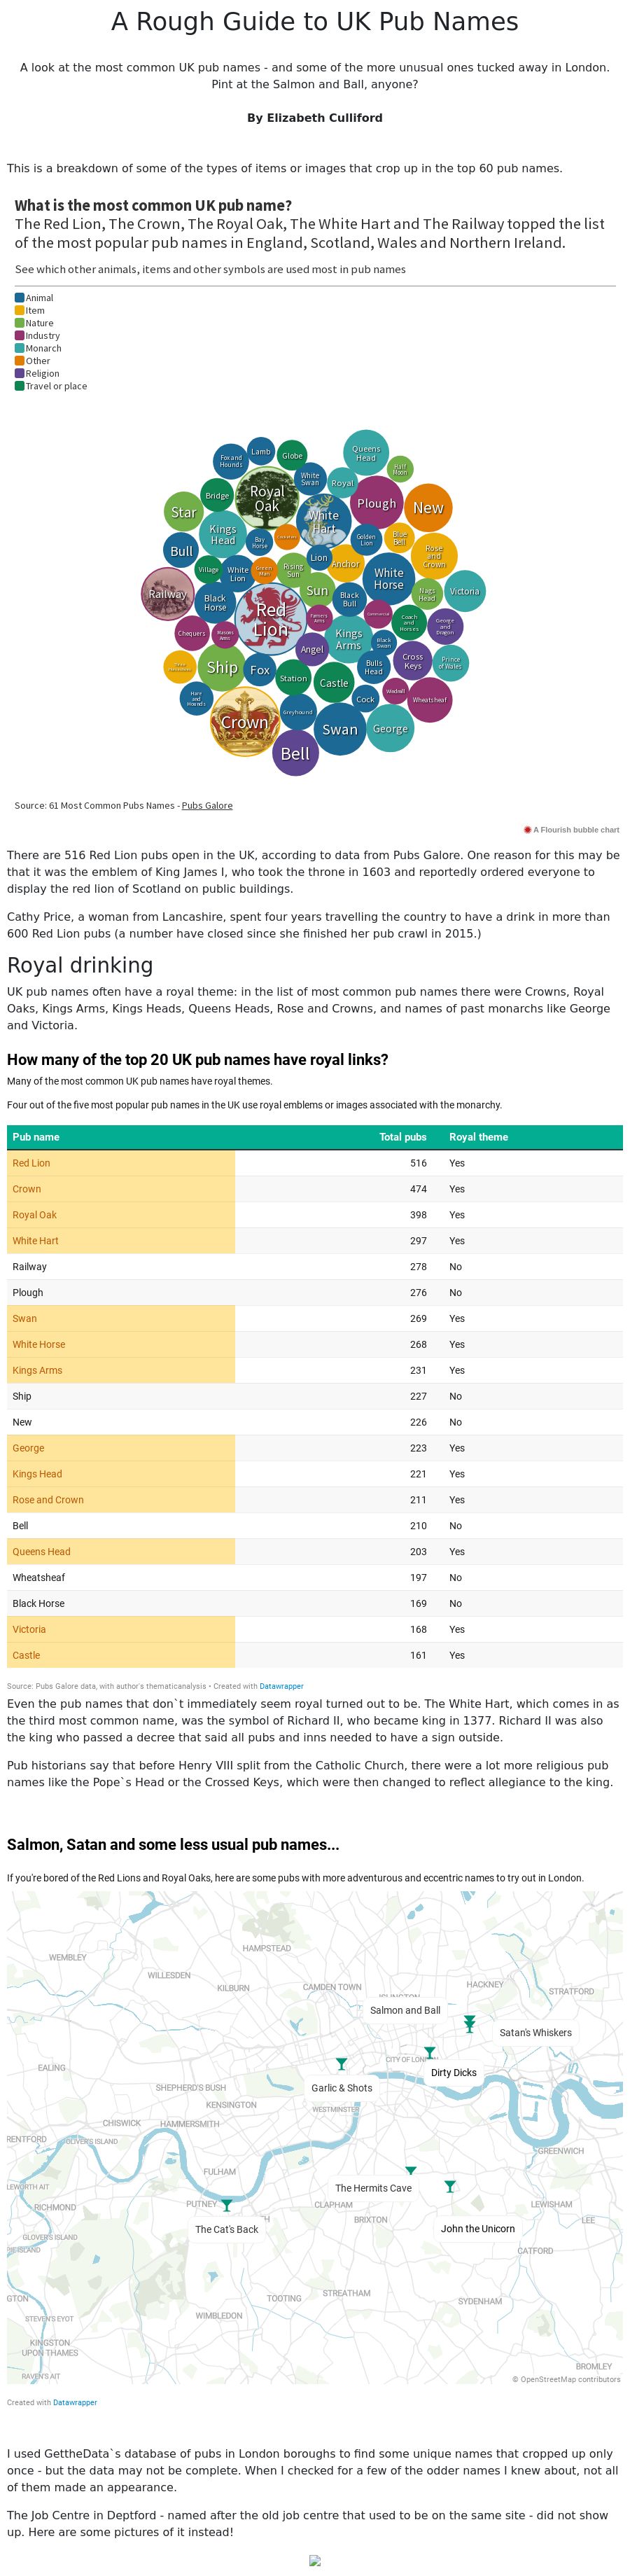 A Rough Guide to UK Pub Names
A look at the most common UK pub names - and some of the more unusual ones tucked away in London.
Pint at the Salmon and Ball, anyone?
By Elizabeth Culliford
This is a breakdown of some of the types of items or images that crop up in the top 60 pub names.
What is the most common UK pub name?
The Red Lion, The Crown, The Royal Oak, The White Hart and The Railway topped the list
of the most popular pub names in England, Scotland, Wales and Northern Ireland.
See which other animals, items and other symbols are used most in pub names
Animal
Item
Nature
Industry
Monarch
Other
Religion
Travel or place
Queens
Head
Lamb
Globe
Fox and
Hounds
Half
Moon
White
Swan
Royal
Royal
Oak
Bridge
Plough
New
Star
White
Hart
Kings
Head
Golden
Lion
Blue
Bell
Bay
Horse
Rose
and
Crown
Bull
Lion
Anchor
Village
White
Lion
Green
Man
Rising
Sun
White
Horse
Railway
Sun
Nags
Head
Victoria
Black
Horse
Black
Bull
Red
Lion
Farmers
Arms
Commercial
Coach
and
Horses
George
and
Dragon
Chequers
Masons
Arms
Kings
Arms
Black
Swan
Angel
Cross
Keys
Prince
of Wales
Bulls
Head
Ship
Fox
Station
Castle
Hare
and
Hounds
Cock
Wheatsheaf
Greyhound
Crown
Swan
George
Bell
Source: 61 Most Common Pubs Names - Pubs Galore
A Flourish bubble chart
There are 516 Red Lion pubs open in the UK, according to data from Pubs Galore. One reason for this may be
that it was the emblem of King James I, who took the throne in 1603 and reportedly ordered everyone to
display the red lion of Scotland on public buildings.
Cathy Price, a woman from Lancashire, spent four years travelling the country to have a drink in more than
600 Red Lion pubs (a number have closed since she finished her pub crawl in 2015.)
Royal drinking
UK pub names often have a royal theme: in the list of most common pub names there were Crowns, Royal
Oaks, Kings Arms, Kings Heads, Queens Heads, Rose and Crowns, and names of past monarchs like George
and Victoria.
How many of the top 20 UK pub names have royal links?
Many of the most common UK pub names have royal themes.
Four out of the five most popular pub names in the UK use royal emblems or images associated with the monarchy.
Pub name Total pubs Royal theme
Red Lion 516 Yes
Crown 474 Yes
Royal Oak 398 Yes
White Hart 297 Yes
Railway 278 No
Plough 276 No
Swan 269 Yes
White Horse 268 Yes
Kings Arms 231 Yes
Ship 227 No
New 226 No
George 223 Yes
Kings Head 221 Yes
Rose and Crown 211 Yes
Bell 210 No
Queens Head 203 Yes
Wheatsheaf 197 No
Black Horse 169 No
Victoria 168 Yes
Castle 161 Yes
Source: Pubs Galore data, with author's thematicanalysis • Created with Datawrapper
Even the pub names that don`t immediately seem royal turned out to be. The White Hart, which comes in as
the third most common name, was the symbol of Richard II, who became king in 1377. Richard II was also
the king who passed a decree that said all pubs and inns needed to have a sign outside.
Pub historians say that before Henry VIII split from the Catholic Church, there were a lot more religious pub
names like the Pope`s Head or the Crossed Keys, which were then changed to reflect allegiance to the king.
Salmon, Satan and some less usual pub names...
If you're bored of the Red Lions and Royal Oaks, here are some pubs with more adventurous and eccentric names to try out in London.
HAMPSTEAD
WEMBLEY
WILLESDEN
KILBURN
CAMDEN TOWN
HACKNEY
STRATFORD
Salmon and Ball
Satan's Whiskers
CITY OF LON
Dirty Dicks
EALING
Garlic & Shots
SHEPHERD'S BUSH
KENSINGTON
WESTMINSTER
CHISWICK
HAMMERSMITH
RENTFORD
OLIVER'S ISLAND
GREENWICH
FULHAM
The Hermits Cave
LEWORTH AIT
RICHMOND
PUTNEY
The Cat's Back
CLAPHAM
BRIXTON
John the Unicorn
LEWISHAM
LEE
GLOVER'S ISLAND
RIE ISLAND
CATFORD
GTON
TOOTING
STREATHAM
SYDENHAM
STEVEN'S EYOT
WIMBLEDON
KINGSTON
UPON THAMES
BROMLEY
RAVEN'S AIT
© OpenStreetMap contributors
Created with Datawrapper
I used GettheData`s database of pubs in London boroughs to find some unique names that cropped up only
once - but the data may not be complete. When I checked for a few of the odder names I knew about, not all
of them made an appearance.
The Job Centre in Deptford - named after the old job centre that used to be on the same site - did not show
up. Here are some pictures of it instead!